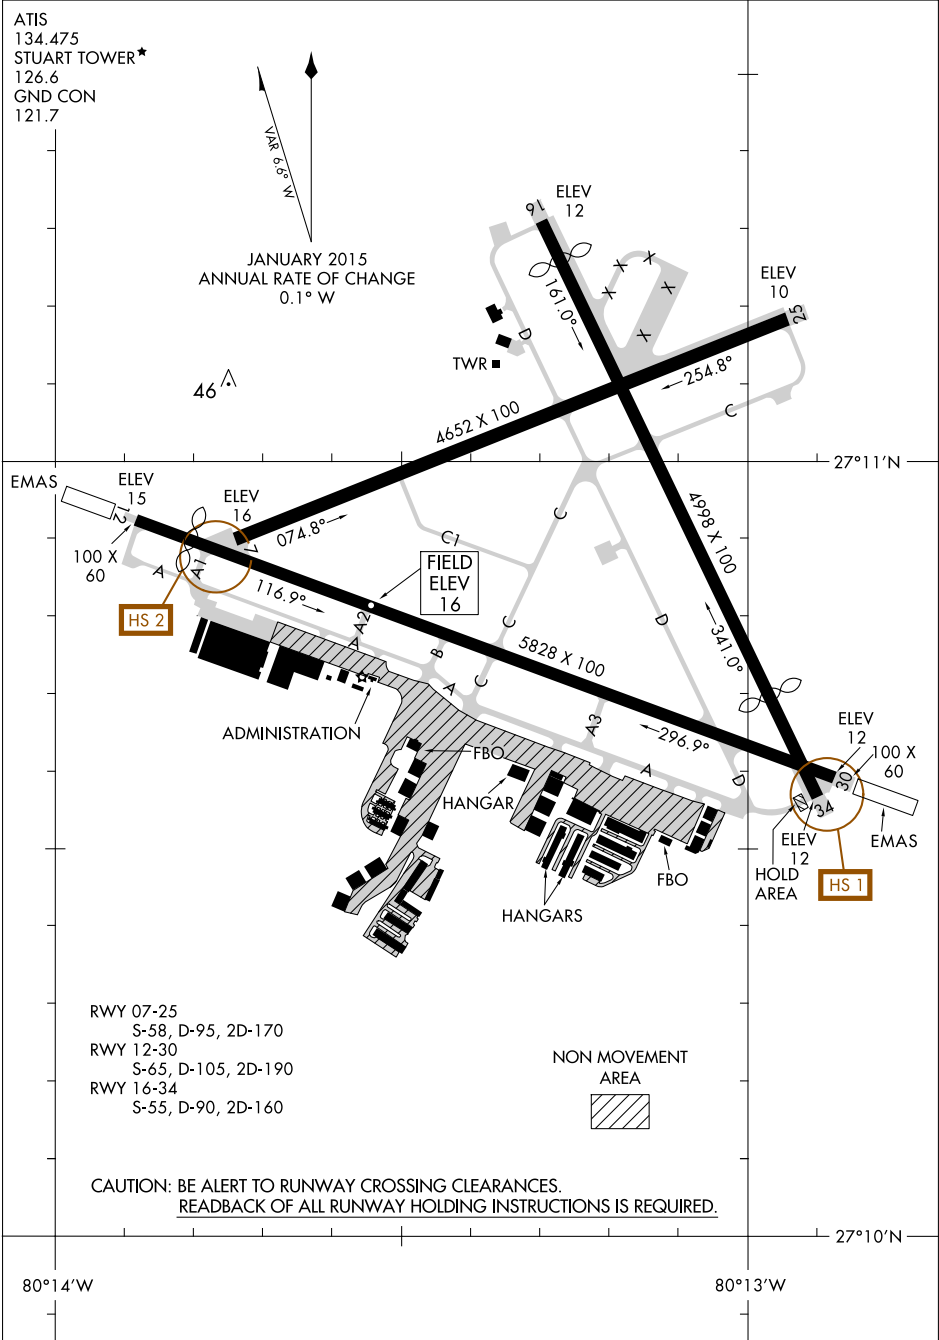 ATIS
134.475
STUART TOWER★
126.6
GND CON
121.7
VAR 6.6° W
JANUARY 2015
ANNUAL RATE OF CHANGE
0.1° W
16
ELEV
12
161.0°
X X X X X
ELEV
10
25
D
TWR
254.8°
46
C
4652 X 100
27°11'N
EMAS
ELEV
15
12
ELEV
16
7
074.8°
C
4998 X 100
100 X
60
A
A1
C1
HS 2
116.9°
FIELD
ELEV
16
A2
A
B
C
5828 X 100
D
341.0°
A
C
ADMINISTRATION
A3
296.9°
ELEV
12
100 X
60
30
FBO
HANGAR
A
D
34
ELEV
12
EMAS
HOLD
AREA
HS 1
FBO
HANGARS
RWY 07-25
S-58, D-95, 2D-170
RWY 12-30
S-65, D-105, 2D-190
RWY 16-34
S-55, D-90, 2D-160
NON MOVEMENT
AREA
CAUTION: BE ALERT TO RUNWAY CROSSING CLEARANCES.
READBACK OF ALL RUNWAY HOLDING INSTRUCTIONS IS REQUIRED.
27°10'N
80°14'W
80°13'W